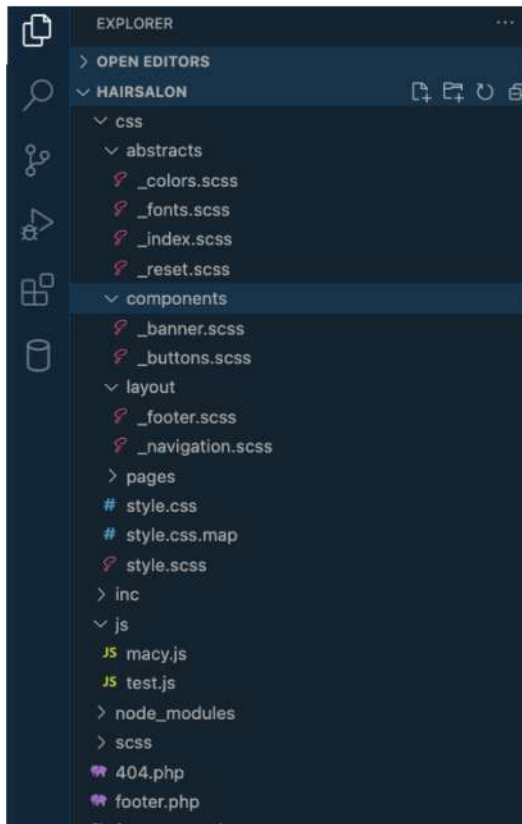 EXPLORER
OPEN EDITORS
HAIRSALON
css
abstracts
_colors.scss
_fonts.scss
_index.scss
_reset.scss
components
_banner.scss
_buttons.scss
layout
_footer.scss
_navigation.scss
pages
# style.css
# style.css.map
style.scss
inc
js
JS macy.js
JS test.js
node_modules
scss
404.php
footer.php